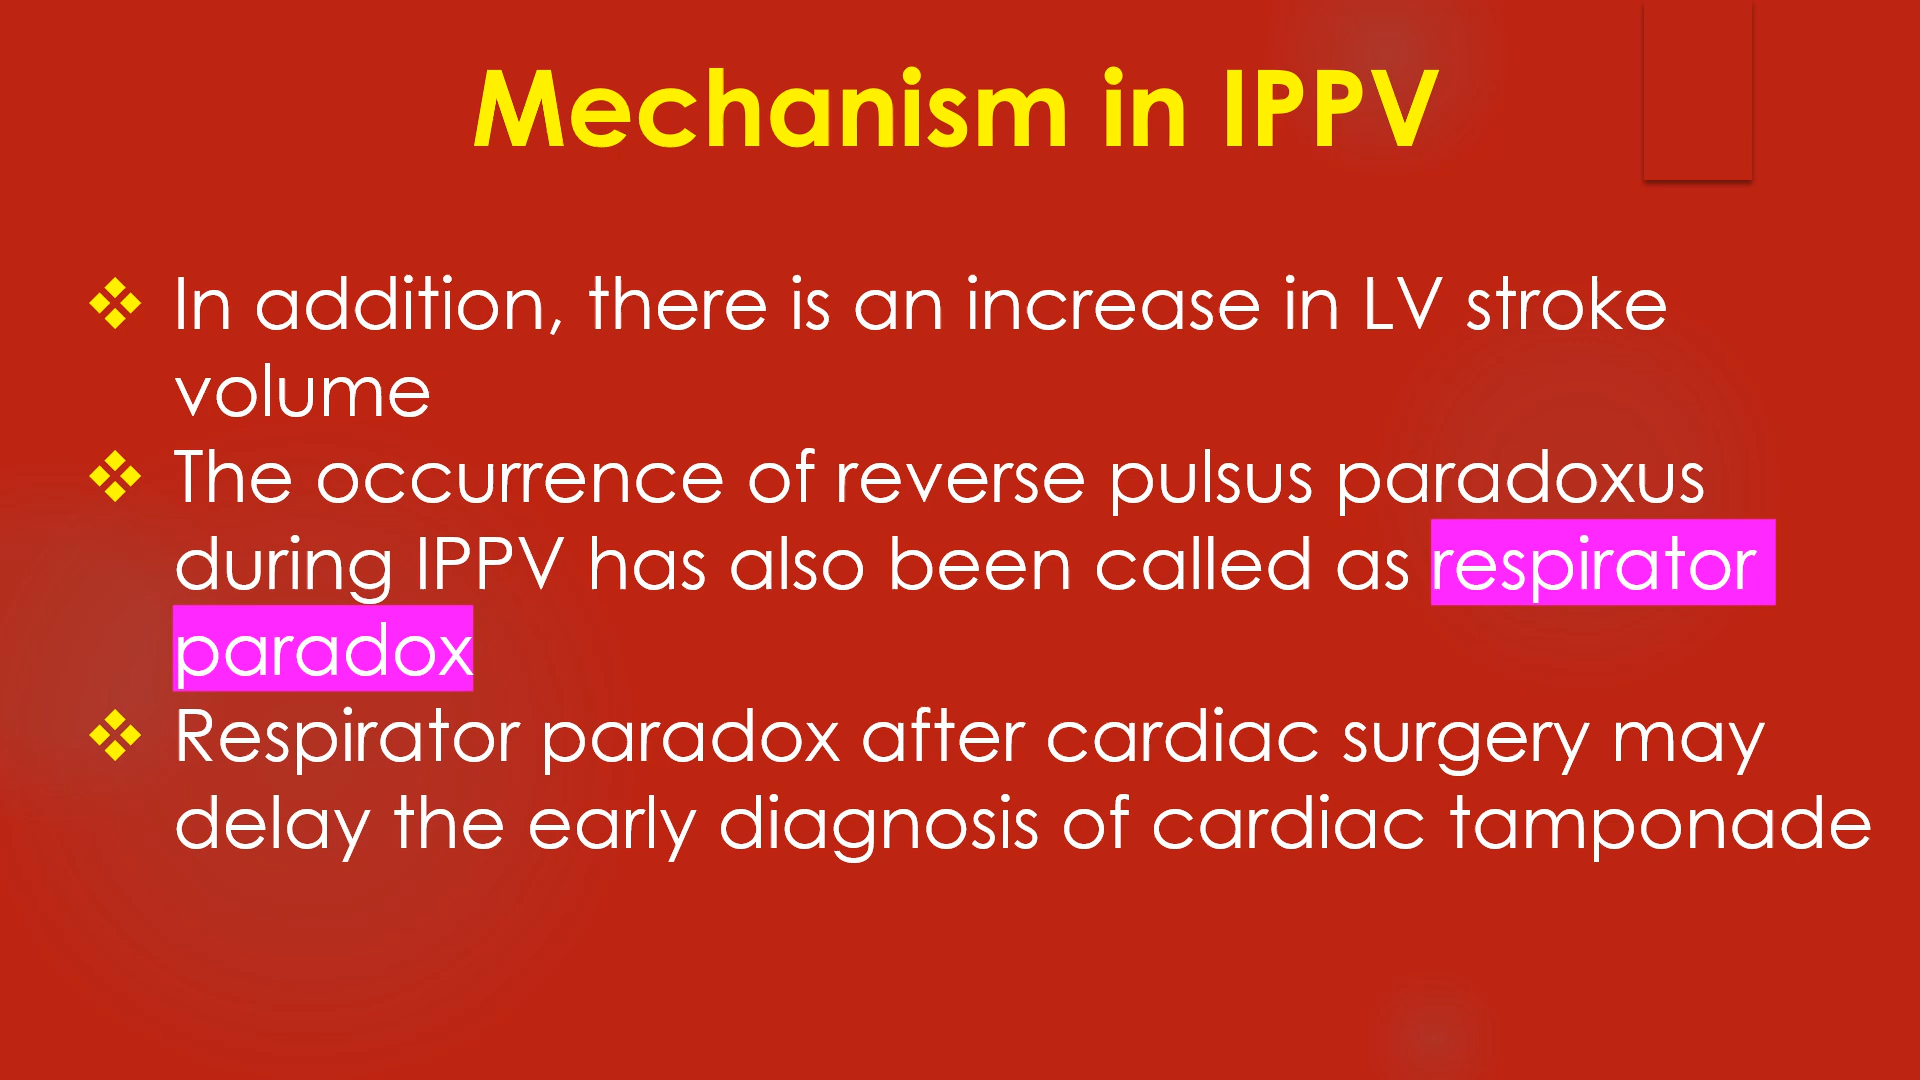 Mechanism in IPPV
In addition, there is an increase in LV stroke
volume
The occurrence of reverse pulsus paradoxus
during IPPV has also been called as respirator
paradox
Respirator paradox after cardiac surgery may
delay the early diagnosis of cardiac tamponade